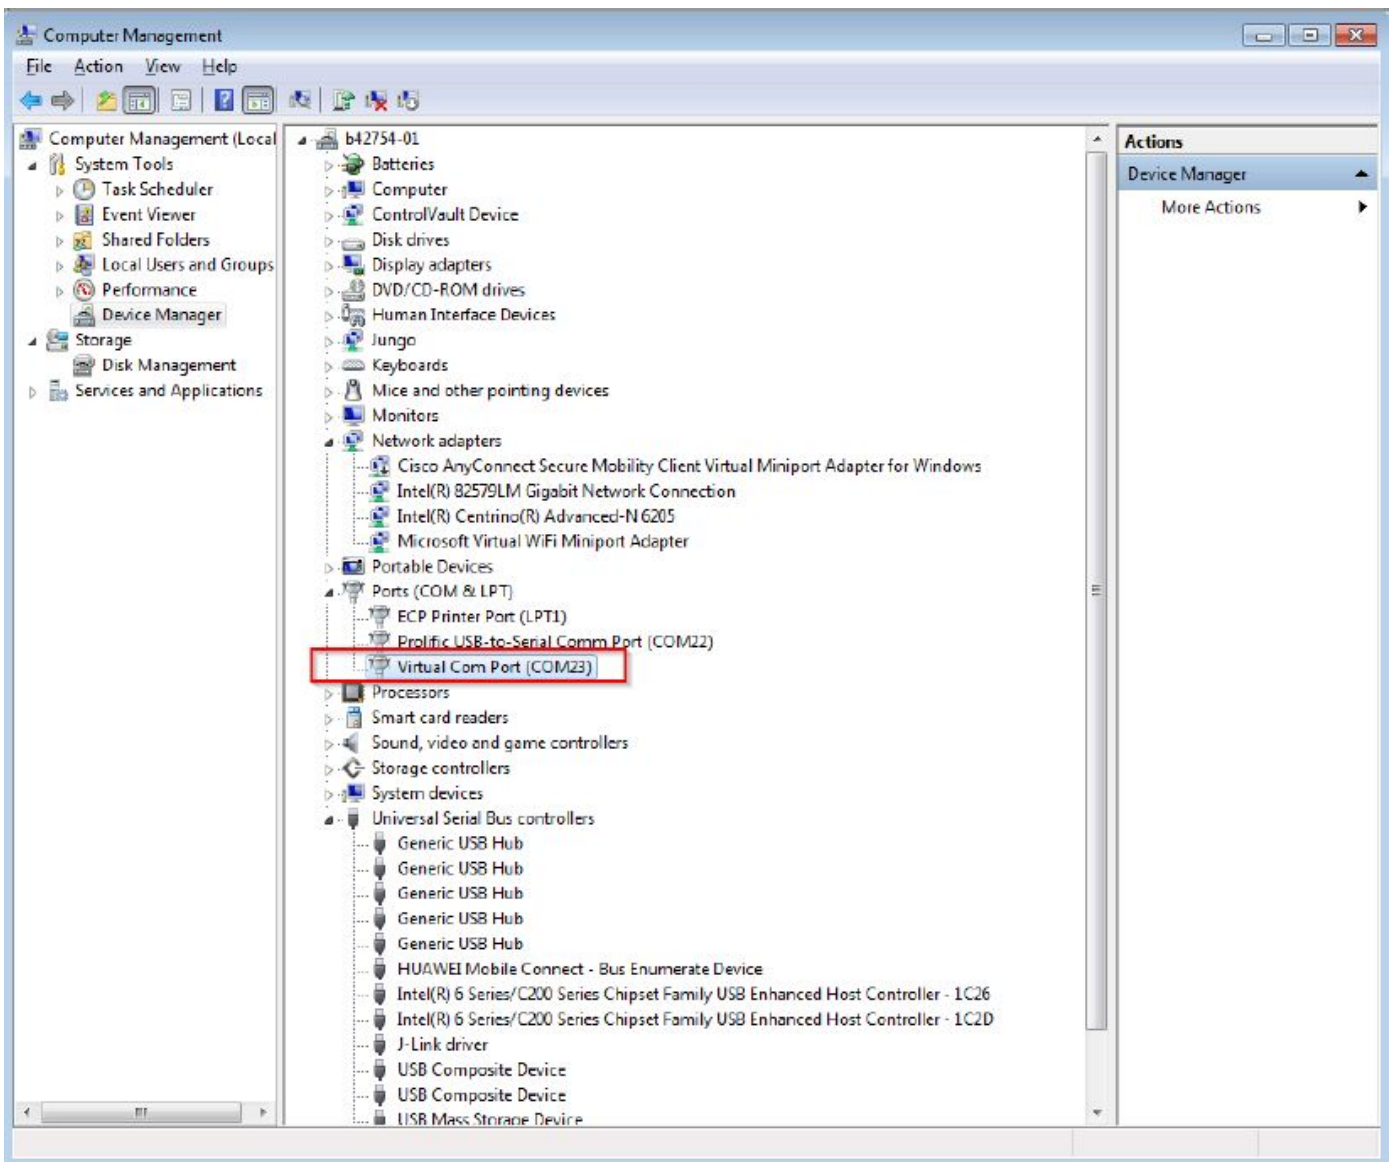 Computer Management
File Action View Help
Computer Management (Local
System Tools
Task Scheduler
Event Viewer
Shared Folders
Local Users and Groups
Performance
Device Manager
Storage
Disk Management
Services and Applications
b42754-01
Batteries
Computer
ControlVault Device
Disk drives
Display adapters
DVD/CD-ROM drives
Human Interface Devices
Jungo
Keyboards
Mice and other pointing devices
Monitors
Network adapters
Cisco AnyConnect Secure Mobility Client Virtual Miniport Adapter for Windows
Intel(R) 82579LM Gigabit Network Connection
Intel(R) Centrino(R) Advanced-N 6205
Microsoft Virtual WiFi Miniport Adapter
Portable Devices
Ports (COM & LPT)
ECP Printer Port (LPT1)
Prolific USB-to-Serial Comm Port (COM22)
Virtual Com Port (COM23)
Processors
Smart card readers
Sound, video and game controllers
Storage controllers
System devices
Universal Serial Bus controllers
Generic USB Hub
Generic USB Hub
Generic USB Hub
Generic USB Hub
Generic USB Hub
HUAWEI Mobile Connect - Bus Enumerate Device
Intel(R) 6 Series/C200 Series Chipset Family USB Enhanced Host Controller - 1C26
Intel(R) 6 Series/C200 Series Chipset Family USB Enhanced Host Controller - 1C2D
J-Link driver
USB Composite Device
USB Composite Device
USB Mass Storage Device
Actions
Device Manager
More Actions